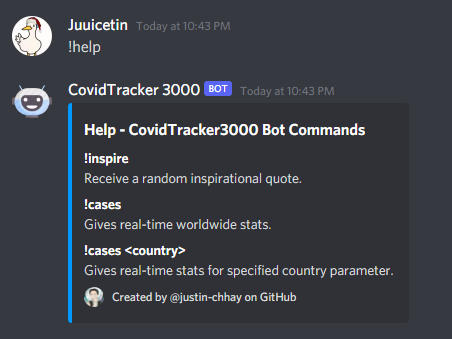 Juuicetin Today at 10:43 PM
!help
CovidTracker 3000 BOT Today at 10:43 PM
Help - CovidTracker3000 Bot Commands
!inspire
Receive a random inspirational quote.
!cases
Gives real-time worldwide stats.
!cases <country>
Gives real-time stats for specified country parameter.
Created by @justin-chhay on GitHub